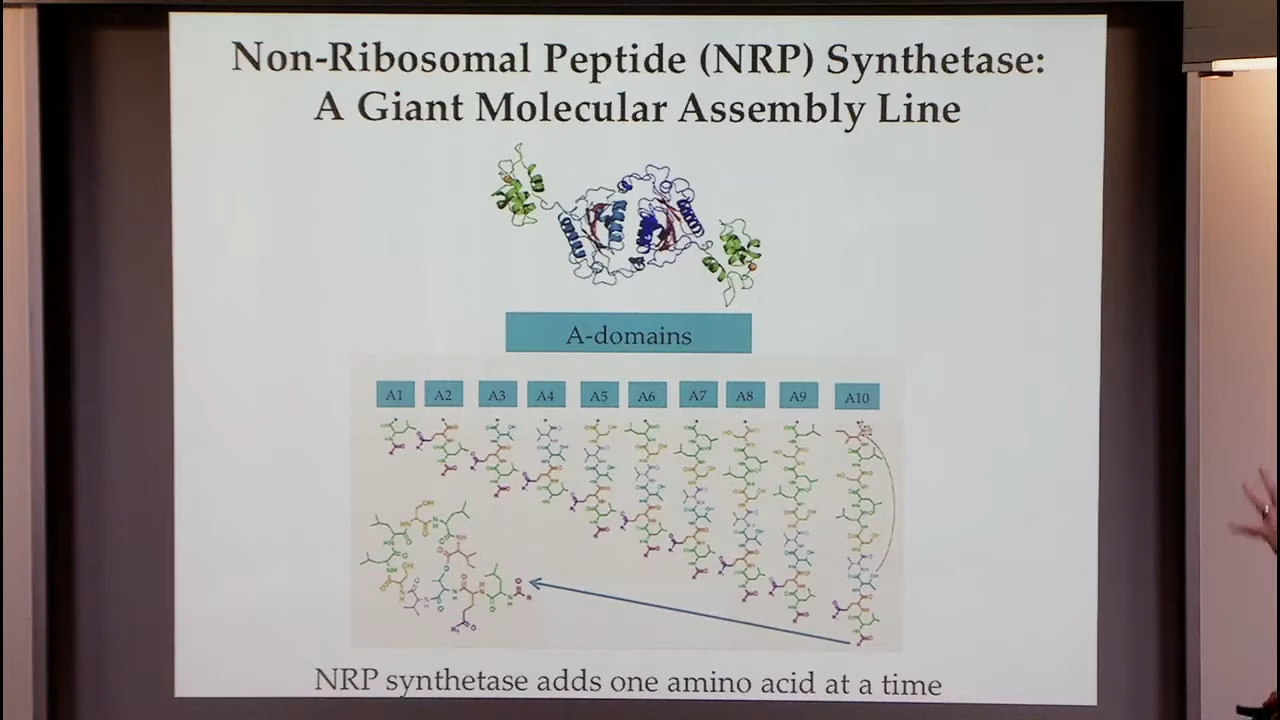 Non-Ribosomal Peptide (NRP) Synthetase:
A Giant Molecular Assembly Line
A-domains
A1 A2 A3 A4 A5 A6 A7 A8 A9 A10
NRP synthetase adds one amino acid at a time